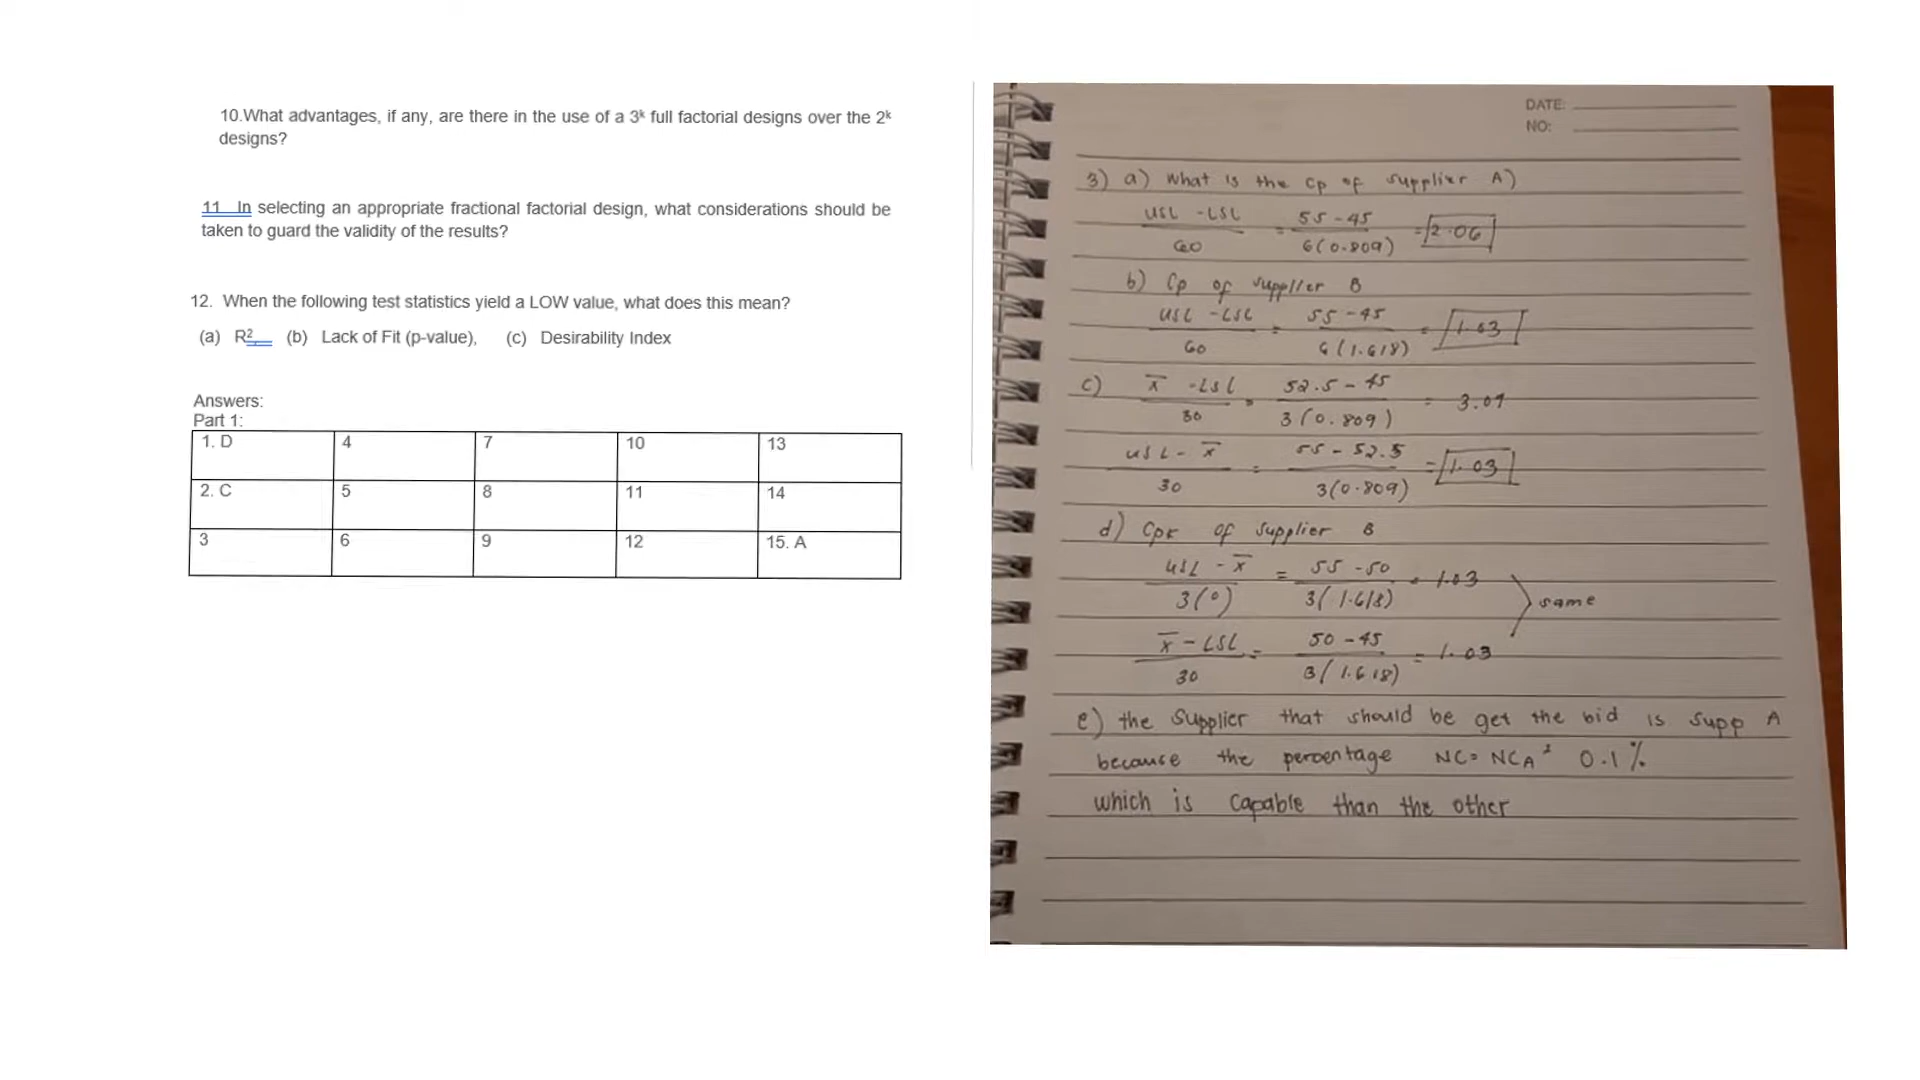 10.What advantages, if any, are there in the use of a 3ᵏ full factorial designs over the 2ᵏ
designs?
11 In selecting an appropriate fractional factorial design, what considerations should be
taken to guard the validity of the results?
12. When the following test statistics yield a LOW value, what does this mean?
(a) R², (b) Lack of Fit (p-value), (c) Desirability Index
Answers:
Part 1:
1. D 4 7 10 13
2. C 5 8 11 14
3 6 9 12 15. A
DATE:
NO:
3) a) What is the Cp of supplier A)
USL - LSL / 6σ = 55 - 45 / 6(0.809) = 2.06
b) Cp of supplier B
USL - LSL / 6σ = 55 - 45 / 6(1.618) = 1.03
c) x̄ - LSL / 3σ = 52.5 - 45 / 3(0.809) = 3.09
USL - x̄ / 3σ = 55 - 52.5 / 3(0.809) = 1.03
d) Cpk of supplier B
USL - x̄ / 3(σ) = 55 - 50 / 3(1.618) = 1.03
same
x̄ - LSL / 3σ = 50 - 45 / 3(1.618) = 1.03
e) the Supplier that should be get the bid is supp A
because the percentage NC = NCA = 0.1%
which is capable than the other